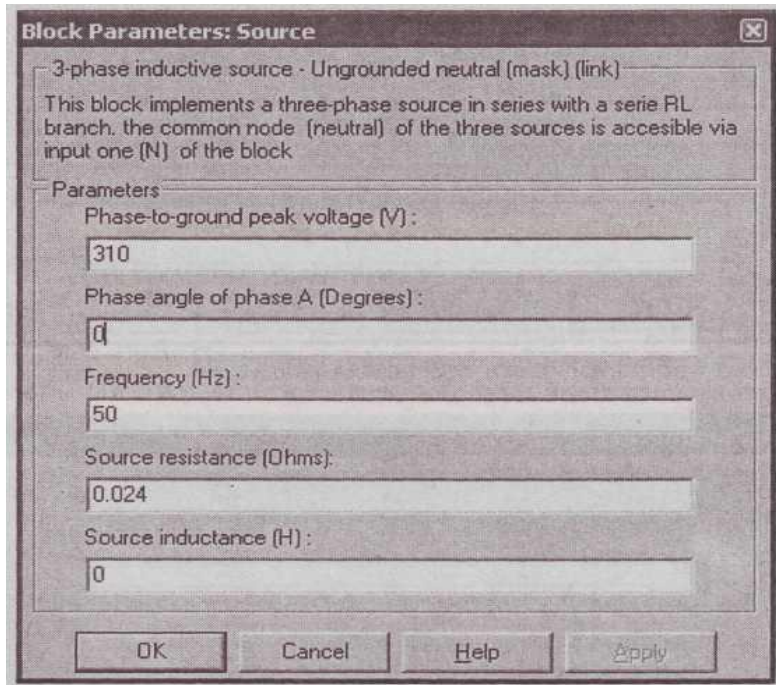 Block Parameters: Source
3-phase inductive source - Ungrounded neutral (mask) (link)
This block implements a three-phase source in series with a serie RL
branch. the common node (neutral) of the three sources is accesible via
input one (N) of the block
Parameters
Phase-to-ground peak voltage (V) :
310
Phase angle of phase A (Degrees) :
0
Frequency (Hz) :
50
Source resistance (Ohms):
0.024
Source inductance (H) :
0
OK Cancel Help Apply